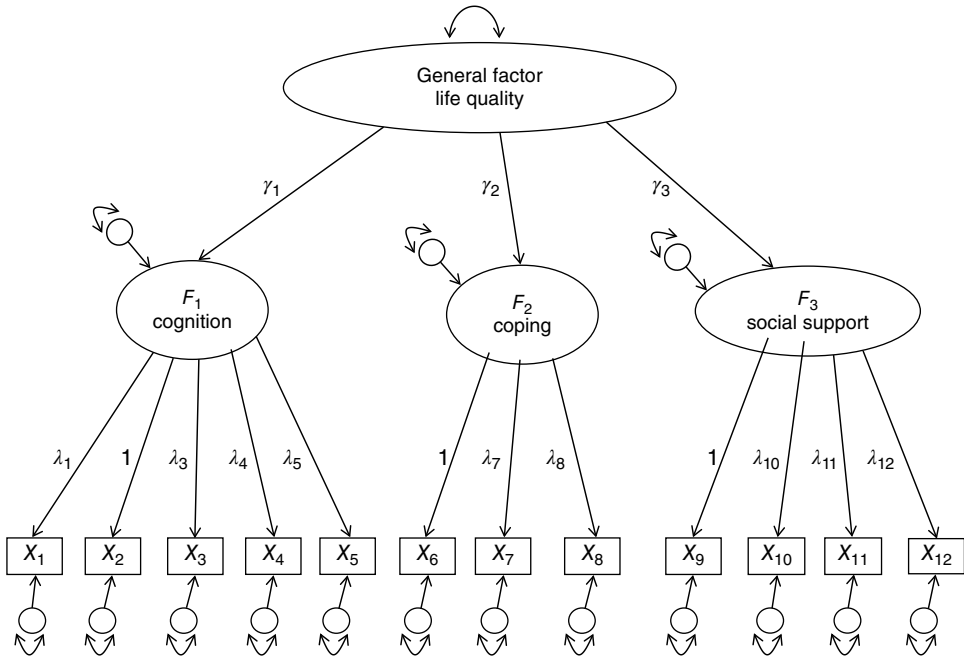 General factor
life quality
γ1
γ2
γ3
F1
cognition
F2
coping
F3
social support
λ1
1
λ3
λ4
λ5
1
λ7
λ8
1
λ10
λ11
λ12
X1
X2
X3
X4
X5
X6
X7
X8
X9
X10
X11
X12